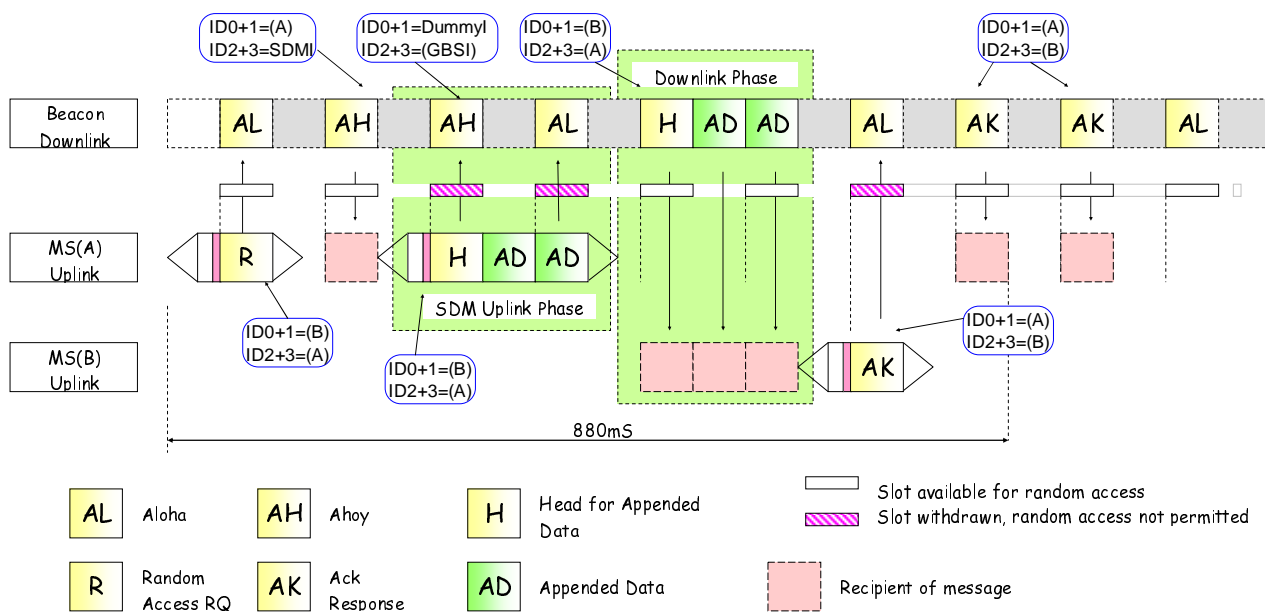 ID0+1=(A)
ID2+3=SDMI
ID0+1=DummyI
ID2+3=(GBSI)
ID0+1=(B)
ID2+3=(A)
ID0+1=(A)
ID2+3=(B)
Downlink Phase
Beacon
Downlink
AL
AH
AH
AL
H
AD
AD
AL
AK
AK
AL
MS(A)
Uplink
R
H
AD
AD
SDM Uplink Phase
ID0+1=(B)
ID2+3=(A)
ID0+1=(B)
ID2+3=(A)
ID0+1=(A)
ID2+3=(B)
MS(B)
Uplink
AK
880mS
AL
Aloha
AH
Ahoy
H
Head for Appended
Data
Slot available for random access
Slot withdrawn, random access not permitted
R
Random
Access RQ
AK
Ack
Response
AD
Appended Data
Recipient of message